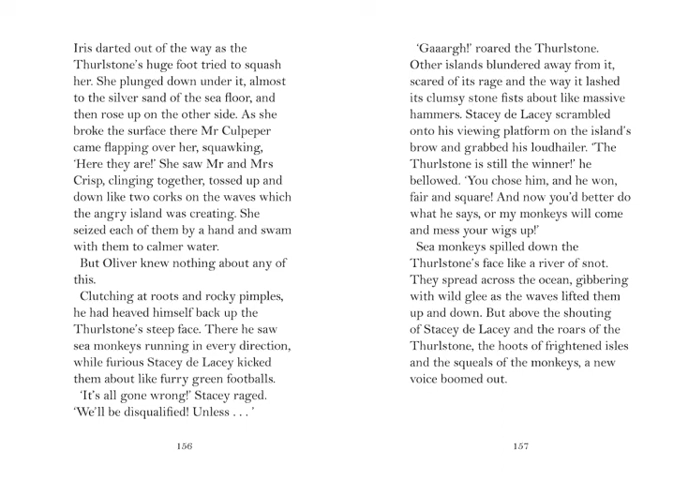 Iris darted out of the way as the
Thurlstone's huge foot tried to squash
her. She plunged down under it, almost
to the silver sand of the sea floor, and
then rose up on the other side. As she
broke the surface there Mr Culpeper
came flapping over her, squawking,
‘Here they are!’ She saw Mr and Mrs
Crisp, clinging together, tossed up and
down like two corks on the waves which
the angry island was creating. She
seized each of them by a hand and swam
with them to calmer water.
But Oliver knew nothing about any of
this.
Clutching at roots and rocky pimples,
he had heaved himself back up the
Thurlstone's steep face. There he saw
sea monkeys running in every direction,
while furious Stacey de Lacey kicked
them about like furry green footballs.
‘It's all gone wrong!’ Stacey raged.
‘We'll be disqualified! Unless . . . ’
156
‘Gaaargh!’ roared the Thurlstone.
Other islands blundered away from it,
scared of its rage and the way it lashed
its clumsy stone fists about like massive
hammers. Stacey de Lacey scrambled
onto his viewing platform on the island's
brow and grabbed his loudhailer. ‘The
Thurlstone is still the winner!’ he
bellowed. ‘You chose him, and he won,
fair and square! And now you'd better do
what he says, or my monkeys will come
and mess your wigs up!’
Sea monkeys spilled down the
Thurlstone's face like a river of snot.
They spread across the ocean, gibbering
with wild glee as the waves lifted them
up and down. But above the shouting
of Stacey de Lacey and the roars of the
Thurlstone, the hoots of frightened isles
and the squeals of the monkeys, a new
voice boomed out.
157